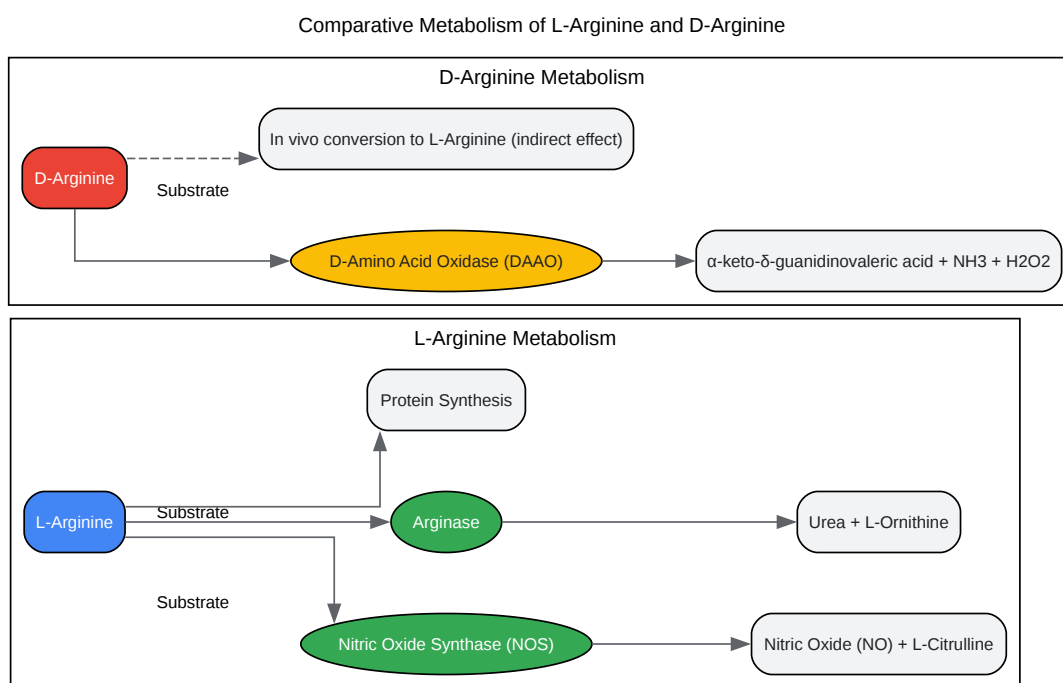 Comparative Metabolism of L-Arginine and D-Arginine
D-Arginine Metabolism
In vivo conversion to L-Arginine (indirect effect)
D-Arginine
Substrate
D-Amino Acid Oxidase (DAAO)
α-keto-δ-guanidinovaleric acid + NH3 + H2O2
L-Arginine Metabolism
Protein Synthesis
L-Arginine
Substrate
Arginase
Urea + L-Ornithine
Substrate
Nitric Oxide Synthase (NOS)
Nitric Oxide (NO) + L-Citrulline